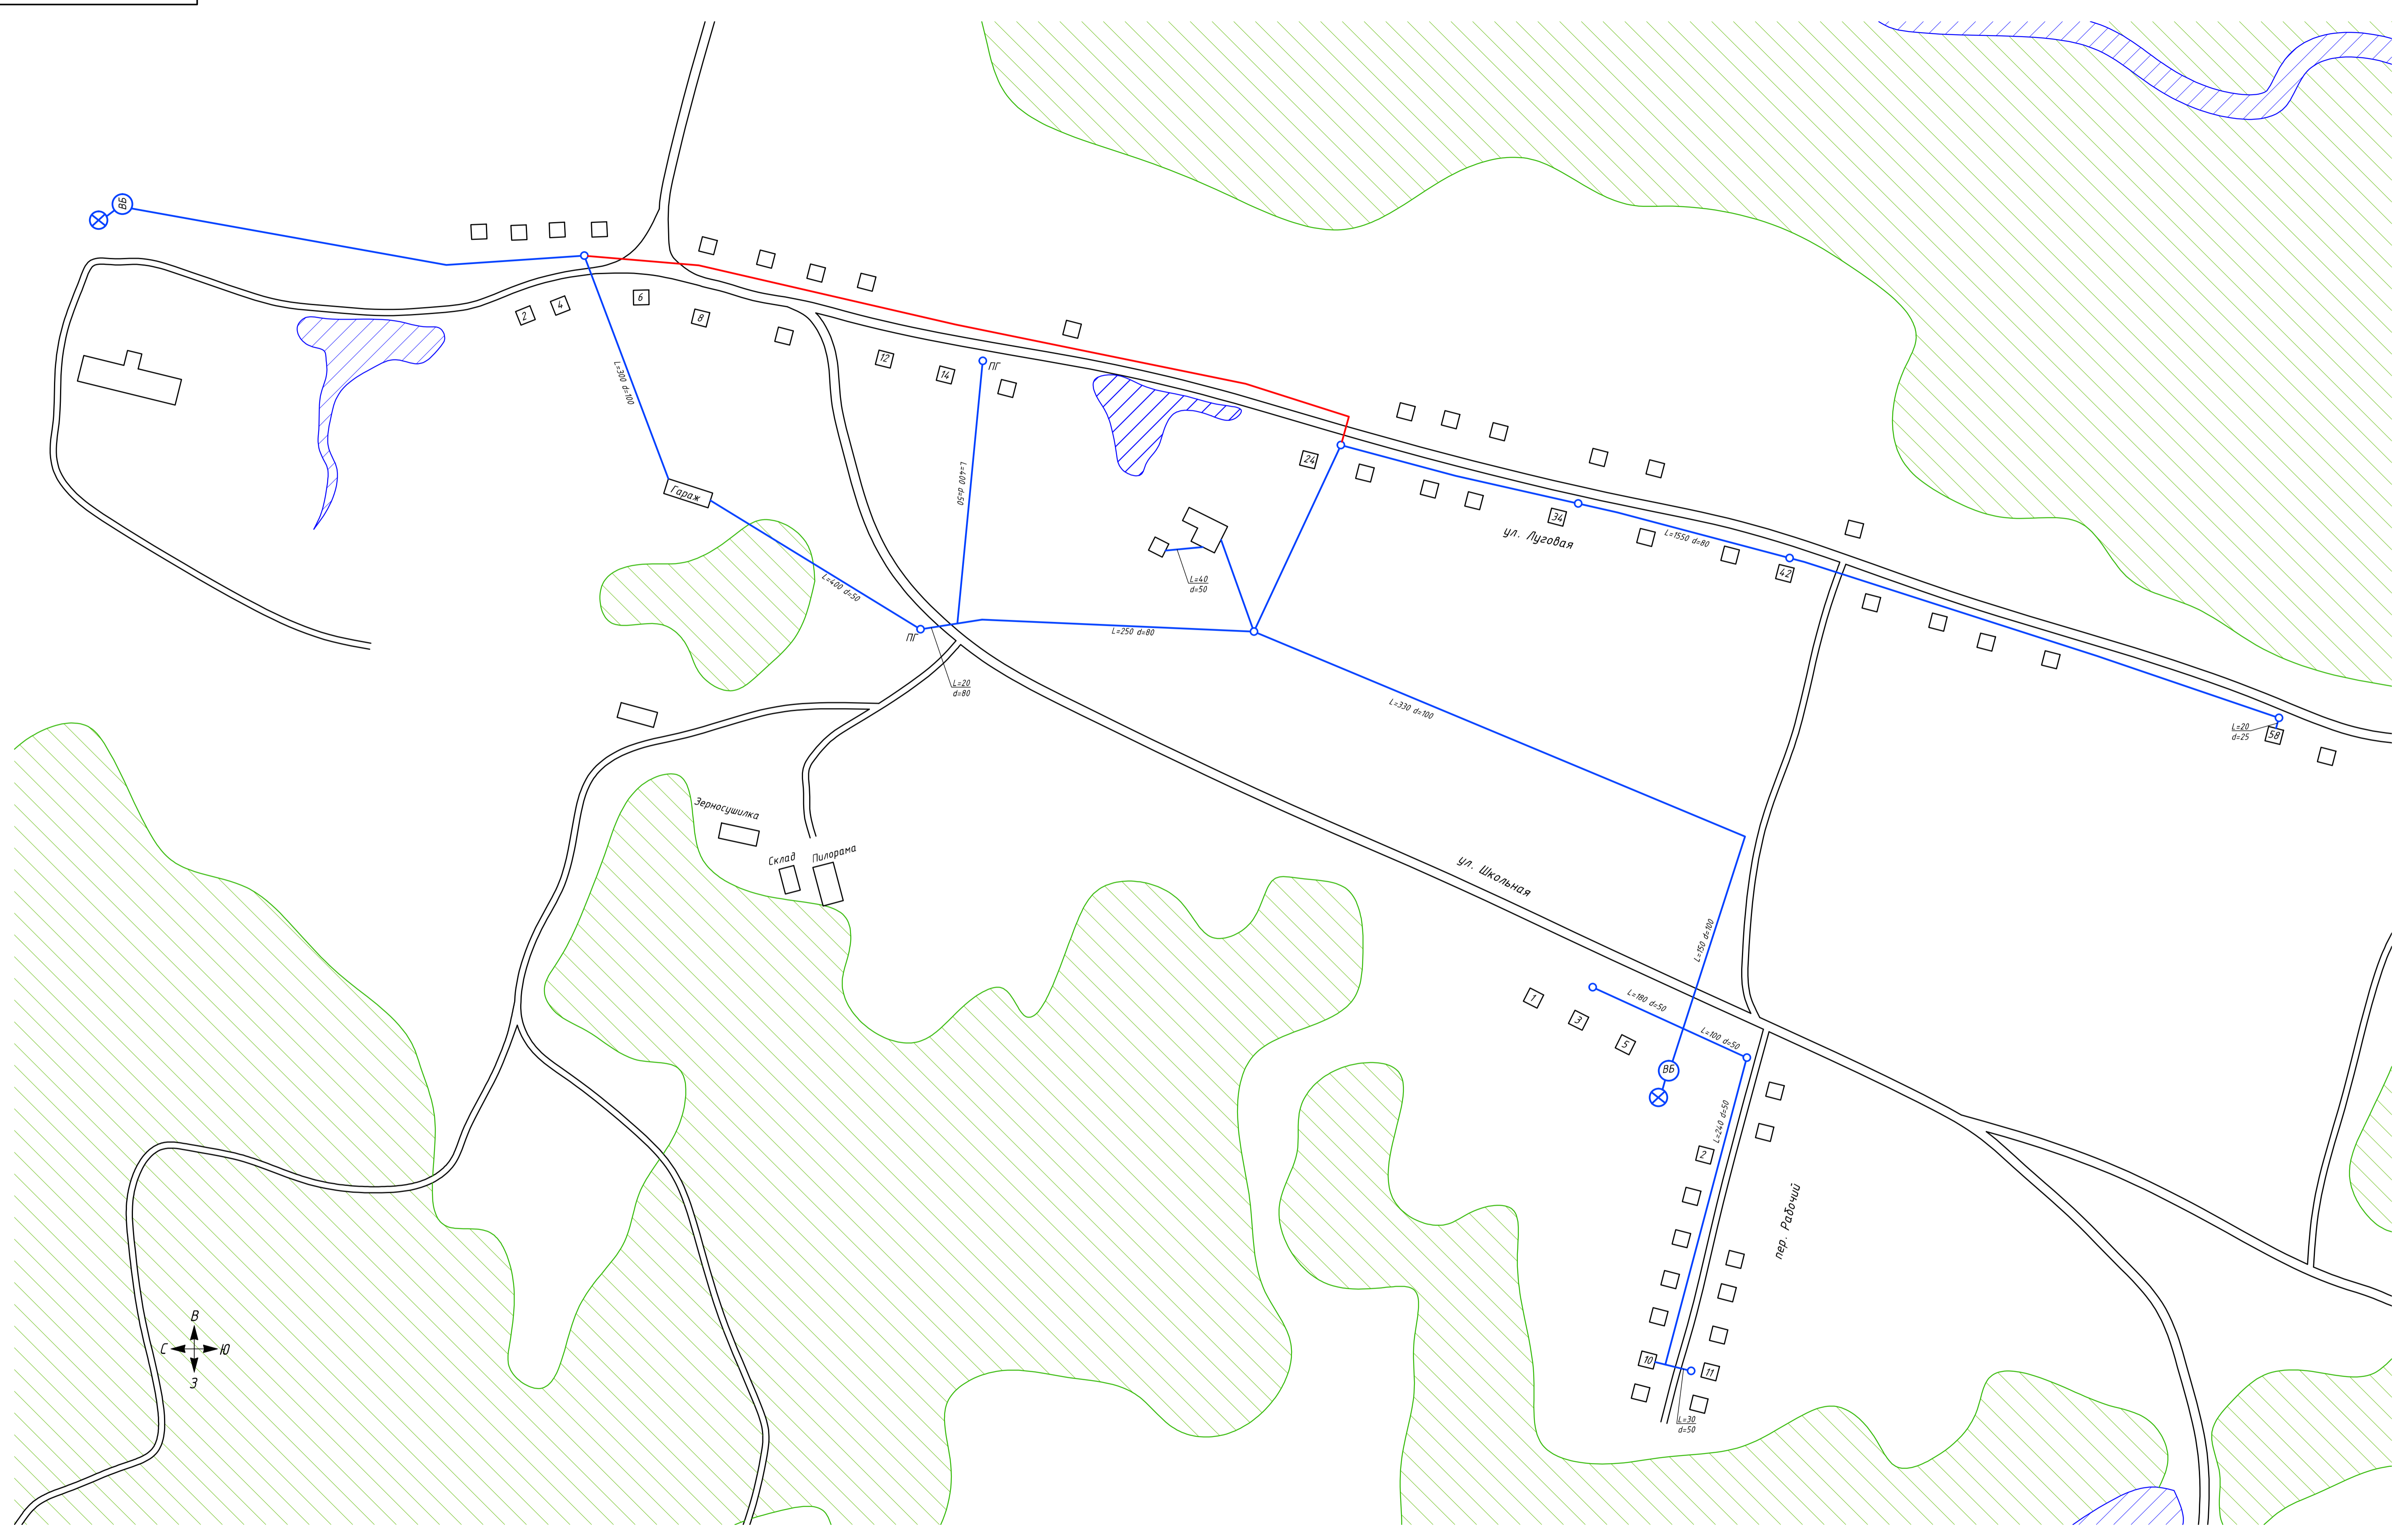 ВБ
2
4
6
8
12
14
ПГ
L=300 d=100
L=400 d=50
Гараж
24
34
ул. Луговая
L=1550 d=80
42
L=40
d=50
L=400 d=50
ПГ
L=250 d=80
L=20
d=80
L=330 d=100
L=20
d=25
58
Зерносушилка
Склад
Пилорама
ул. Школьная
L=150 d=100
1
3
5
L=180 d=50
L=100 d=50
ВБ
L=240 d=50
2
пер. Рабочий
10
11
L=30
d=50
В
С
Ю
З